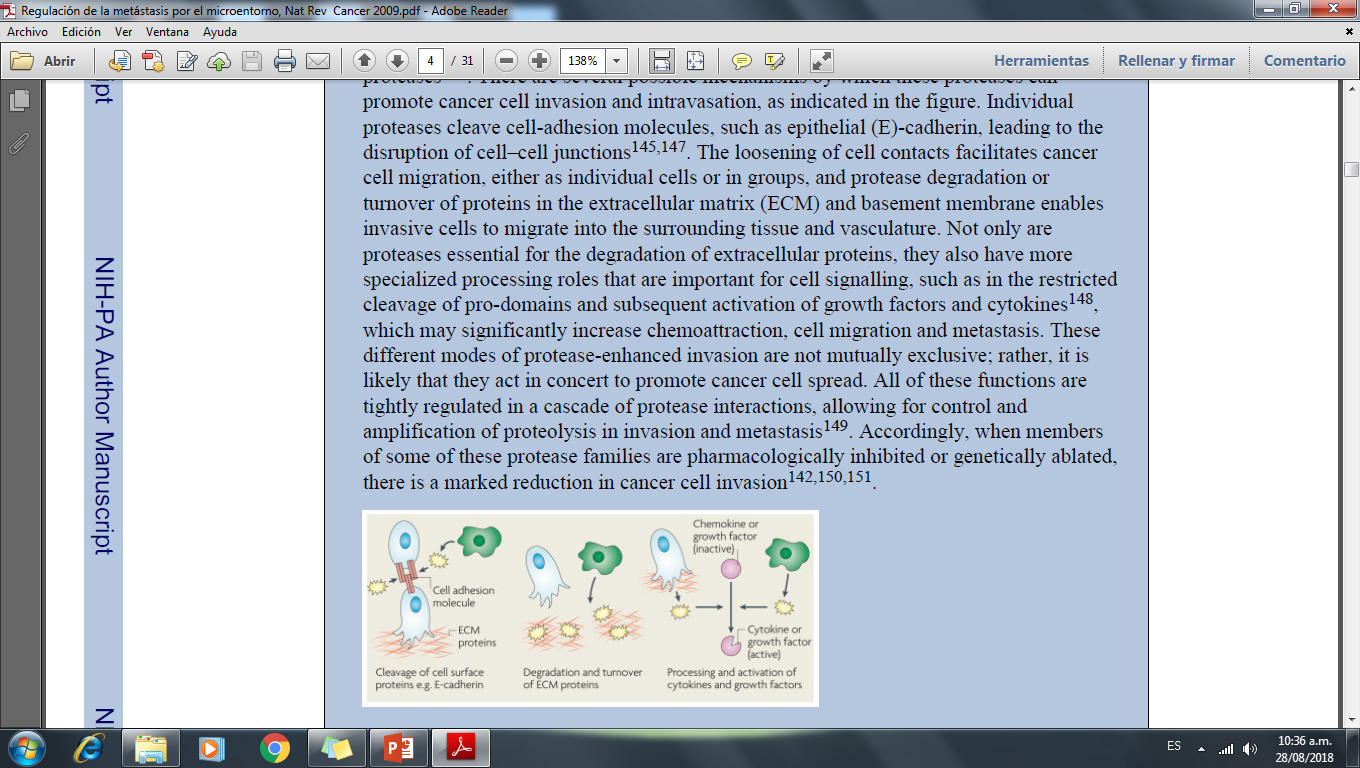 Regulación de la metástasis por el microentorno, Nat Rev Cancer 2009.pdf - Adobe Reader
Archivo Edición Ver Ventana Ayuda
Abrir 4 / 31 138% Herramientas Rellenar y firmar Comentario
proteases There are several possible mechanisms by which these proteases can
promote cancer cell invasion and intravasation, as indicated in the figure. Individual
proteases cleave cell-adhesion molecules, such as epithelial (E)-cadherin, leading to the
disruption of cell–cell junctions145,147. The loosening of cell contacts facilitates cancer
cell migration, either as individual cells or in groups, and protease degradation or
turnover of proteins in the extracellular matrix (ECM) and basement membrane enables
invasive cells to migrate into the surrounding tissue and vasculature. Not only are
proteases essential for the degradation of extracellular proteins, they also have more
specialized processing roles that are important for cell signalling, such as in the restricted
cleavage of pro-domains and subsequent activation of growth factors and cytokines148,
which may significantly increase chemoattraction, cell migration and metastasis. These
different modes of protease-enhanced invasion are not mutually exclusive; rather, it is
likely that they act in concert to promote cancer cell spread. All of these functions are
tightly regulated in a cascade of protease interactions, allowing for control and
amplification of proteolysis in invasion and metastasis149. Accordingly, when members
of some of these protease families are pharmacologically inhibited or genetically ablated,
there is a marked reduction in cancer cell invasion142,150,151.
ript
NIH-PA Author Manuscript
NI
Cell adhesion
molecule
ECM
proteins
Cleavage of cell surface
proteins e.g. E-cadherin
Degradation and turnover
of ECM proteins
Chemokine or
growth factor
(inactive)
Cytokine or
growth factor
(active)
Processing and activation of
cytokines and growth factors
ES
10:36 a.m.
28/08/2018